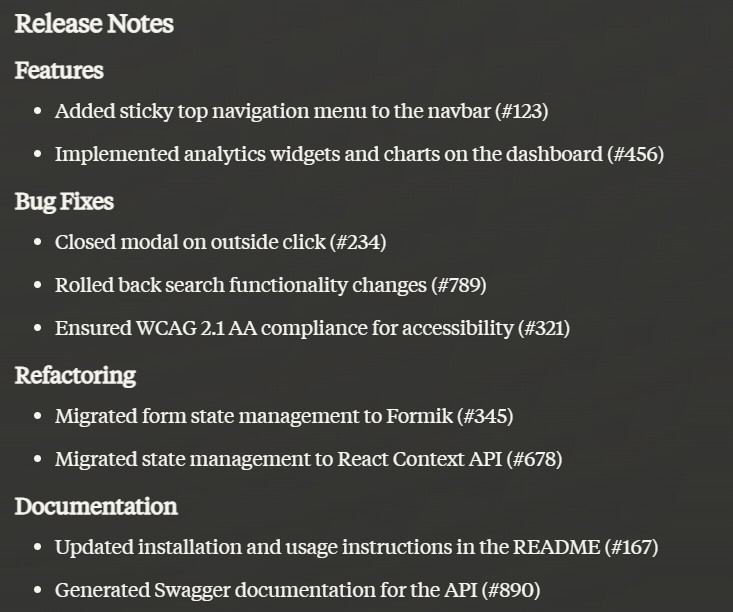 Release Notes
Features
• Added sticky top navigation menu to the navbar (#123)
• Implemented analytics widgets and charts on the dashboard (#456)
Bug Fixes
• Closed modal on outside click (#234)
• Rolled back search functionality changes (#789)
• Ensured WCAG 2.1 AA compliance for accessibility (#321)
Refactoring
• Migrated form state management to Formik (#345)
• Migrated state management to React Context API (#678)
Documentation
• Updated installation and usage instructions in the README (#167)
• Generated Swagger documentation for the API (#890)